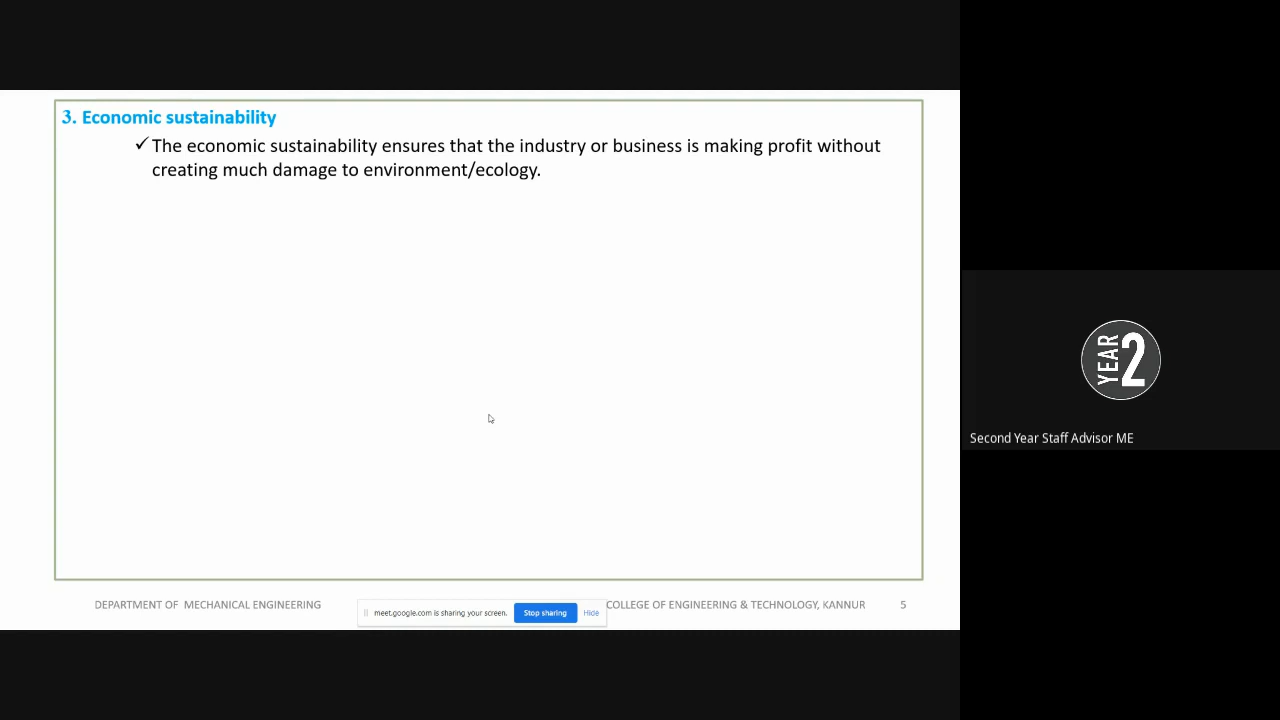 3. Economic sustainability
✓ The economic sustainability ensures that the industry or business is making profit without
creating much damage to environment/ecology.
YEAR 2
Second Year Staff Advisor ME
DEPARTMENT OF MECHANICAL ENGINEERING
meet.google.com is sharing your screen. Stop sharing Hide
COLLEGE OF ENGINEERING & TECHNOLOGY, KANNUR 5